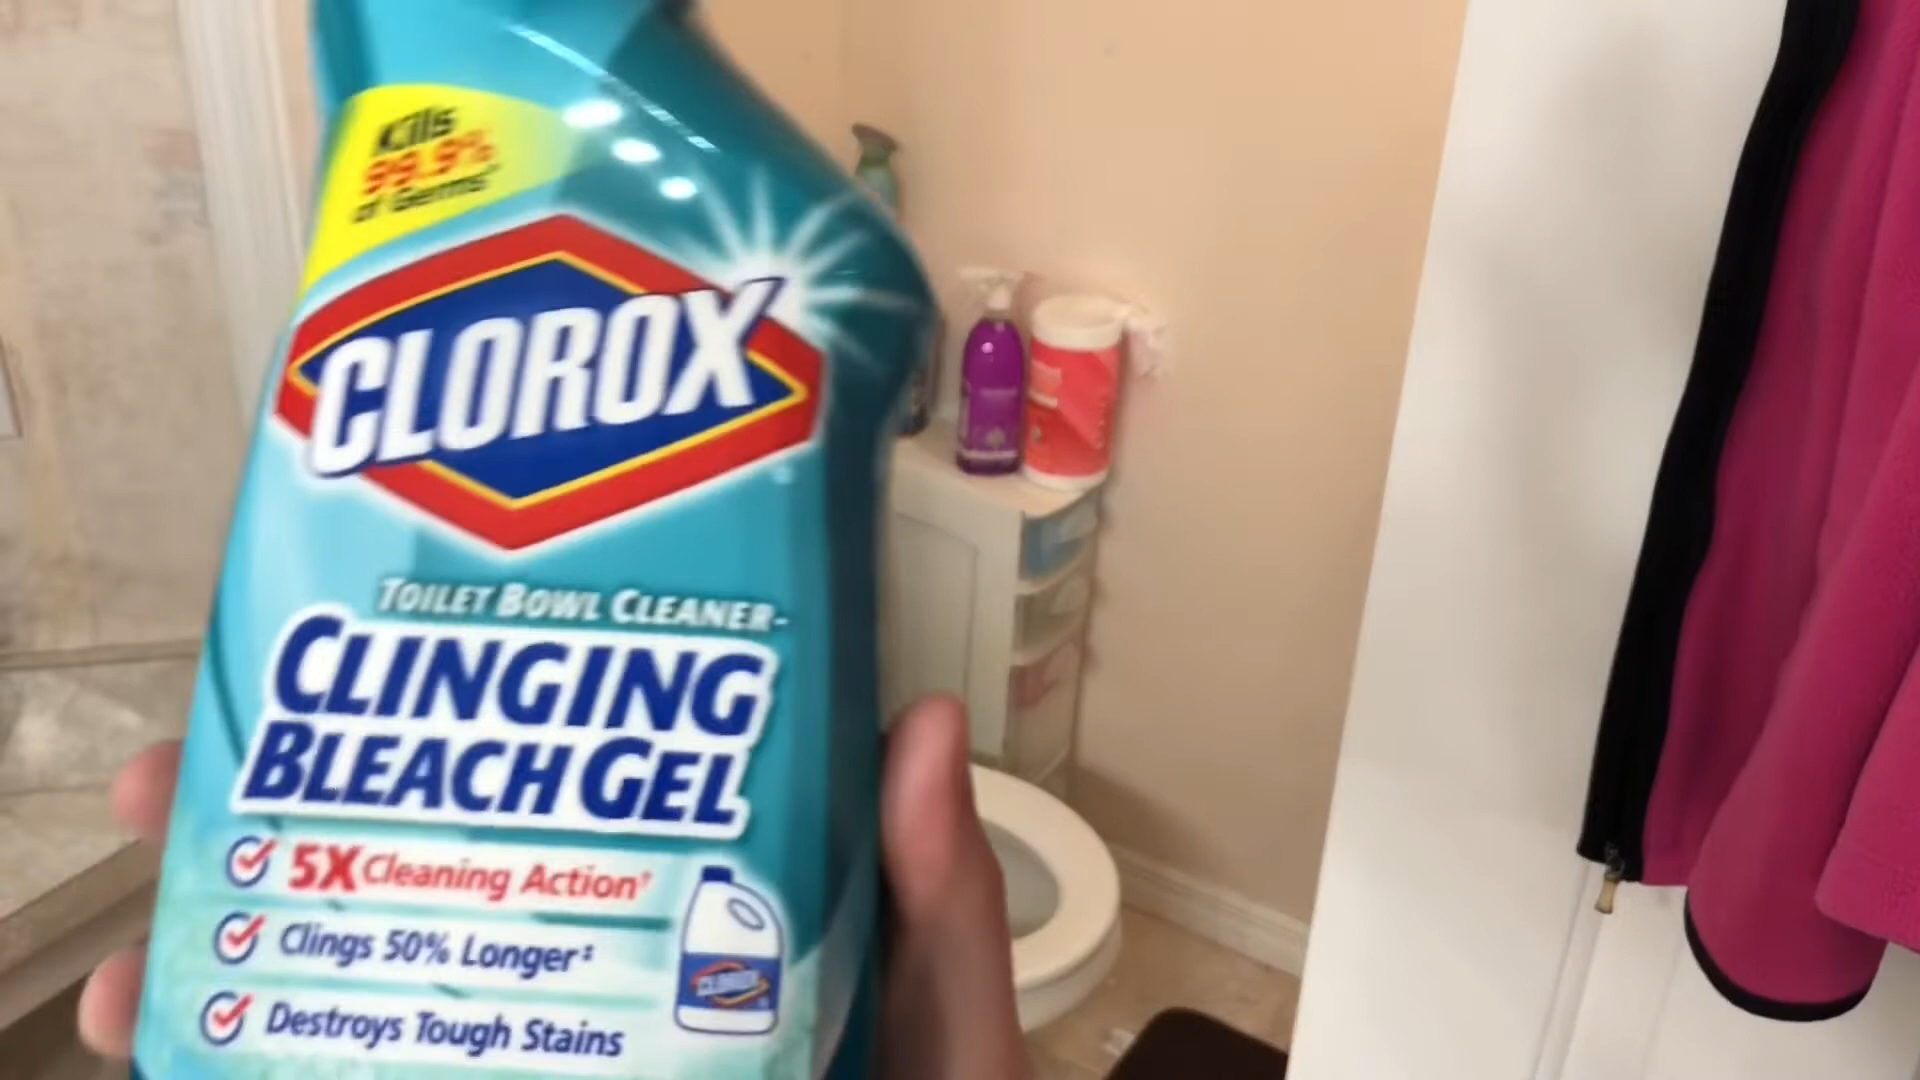 Kills
99.9%
of Germs*
CLOROX
TOILET BOWL CLEANER-
CLINGING
BLEACH GEL
5X Cleaning Action†
Clings 50% Longer‡
CLOROX
Destroys Tough Stains